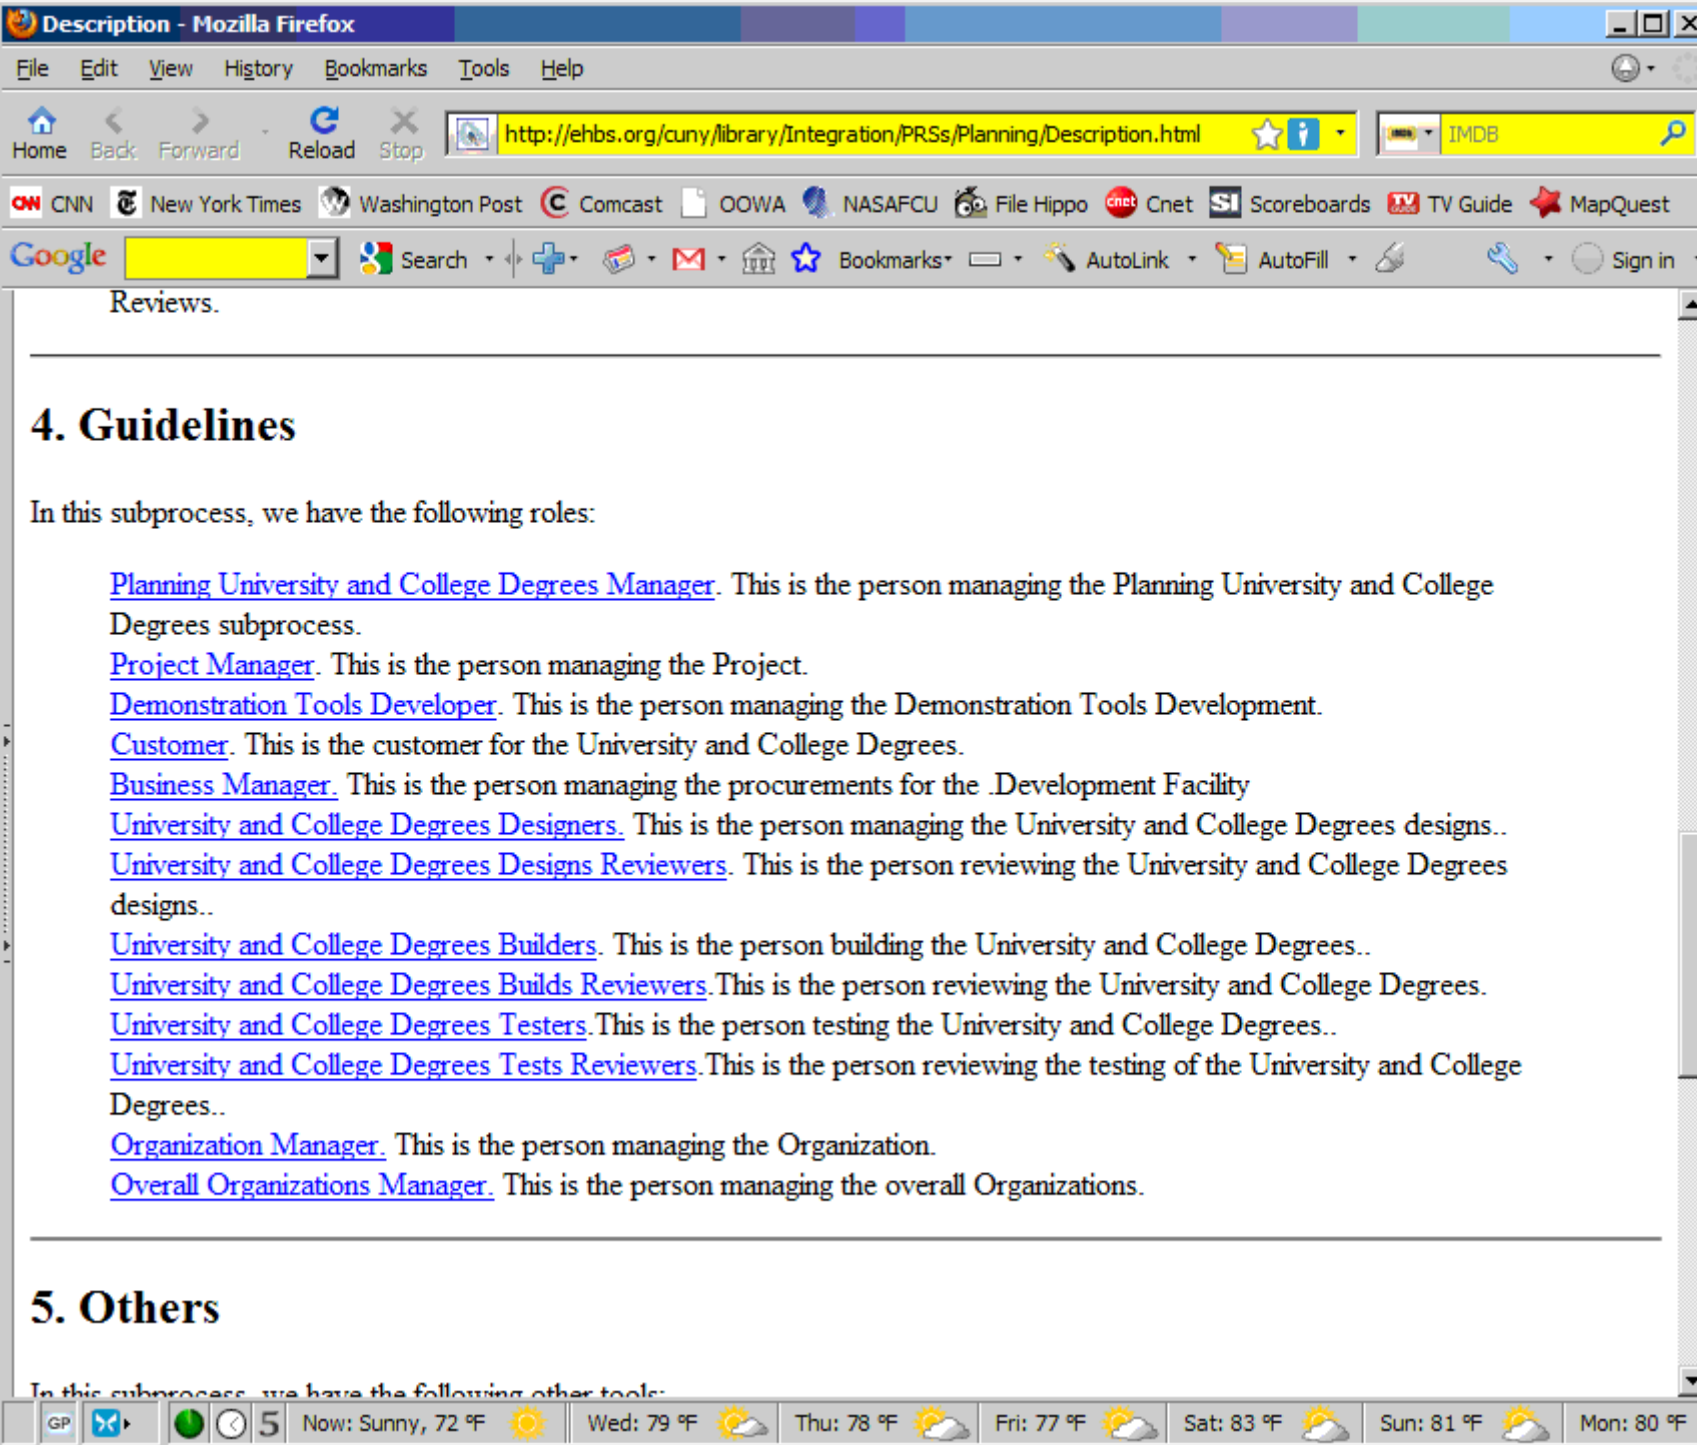 Description - Mozilla Firefox
File Edit View History Bookmarks Tools Help
Home Back Forward Reload Stop http://ehbs.org/cuny/library/Integration/PRSs/Planning/Description.html IMDB
CNN CNN New York Times Washington Post Comcast OOWA NASAFCU File Hippo cnet Cnet SI Scoreboards TV TV Guide MapQuest
Google Search Bookmarks AutoLink AutoFill Sign in
Reviews.
4. Guidelines
In this subprocess, we have the following roles:
Planning University and College Degrees Manager. This is the person managing the Planning University and College
Degrees subprocess.
Project Manager. This is the person managing the Project.
Demonstration Tools Developer. This is the person managing the Demonstration Tools Development.
Customer. This is the customer for the University and College Degrees.
Business Manager. This is the person managing the procurements for the .Development Facility
University and College Degrees Designers. This is the person managing the University and College Degrees designs..
University and College Degrees Designs Reviewers. This is the person reviewing the University and College Degrees
designs..
University and College Degrees Builders. This is the person building the University and College Degrees..
University and College Degrees Builds Reviewers.This is the person reviewing the University and College Degrees.
University and College Degrees Testers.This is the person testing the University and College Degrees..
University and College Degrees Tests Reviewers.This is the person reviewing the testing of the University and College
Degrees..
Organization Manager. This is the person managing the Organization.
Overall Organizations Manager. This is the person managing the overall Organizations.
5. Others
In this subprocess, we have the following other tools:
GP 5 Now: Sunny, 72 °F Wed: 79 °F Thu: 78 °F Fri: 77 °F Sat: 83 °F Sun: 81 °F Mon: 80 °F